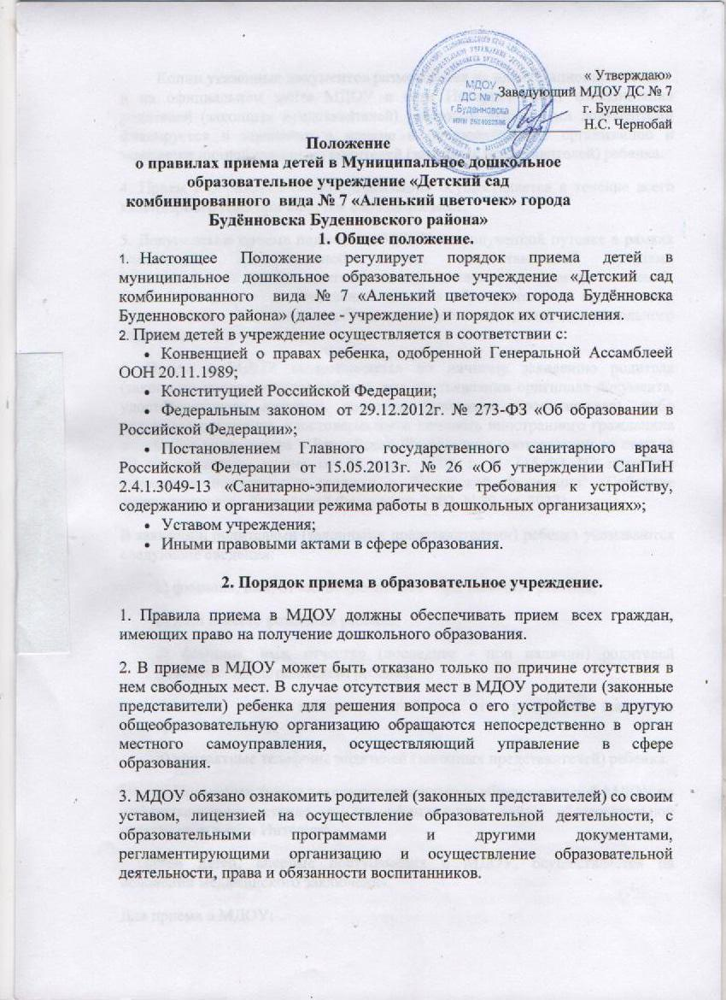 « Утверждаю»
Заведующий МДОУ ДС № 7
г. Буденновска
Н.С. Чернобай
МДОУ
ДС № 7
г.Буденновска
Положение
о правилах приема детей в Муниципальное дошкольное
образовательное учреждение «Детский сад
комбинированного вида № 7 «Аленький цветочек» города
Будённовска Буденновского района»
1. Общее положение.
1. Настоящее Положение регулирует порядок приема детей в
муниципальное дошкольное образовательное учреждение «Детский сад
комбинированного вида № 7 «Аленький цветочек» города Будённовска
Буденновского района» (далее - учреждение) и порядок их отчисления.
2. Прием детей в учреждение осуществляется в соответствии с:
• Конвенцией о правах ребенка, одобренной Генеральной Ассамблеей
ООН 20.11.1989;
• Конституцией Российской Федерации;
• Федеральным законом от 29.12.2012г. № 273-ФЗ «Об образовании в
Российской Федерации»;
• Постановлением Главного государственного санитарного врача
Российской Федерации от 15.05.2013г. № 26 «Об утверждении СанПиН
2.4.1.3049-13 «Санитарно-эпидемиологические требования к устройству,
содержанию и организации режима работы в дошкольных организациях»;
• Уставом учреждения;
• Иными правовыми актами в сфере образования.
2. Порядок приема в образовательное учреждение.
1. Правила приема в МДОУ должны обеспечивать прием всех граждан,
имеющих право на получение дошкольного образования.
2. В приеме в МДОУ может быть отказано только по причине отсутствия в
нем свободных мест. В случае отсутствия мест в МДОУ родители (законные
представители) ребенка для решения вопроса о его устройстве в другую
общеобразовательную организацию обращаются непосредственно в орган
местного самоуправления, осуществляющий управление в сфере
образования.
3. МДОУ обязано ознакомить родителей (законных представителей) со своим
уставом, лицензией на осуществление образовательной деятельности, с
образовательными программами и другими документами,
регламентирующими организацию и осуществление образовательной
деятельности, права и обязанности воспитанников.